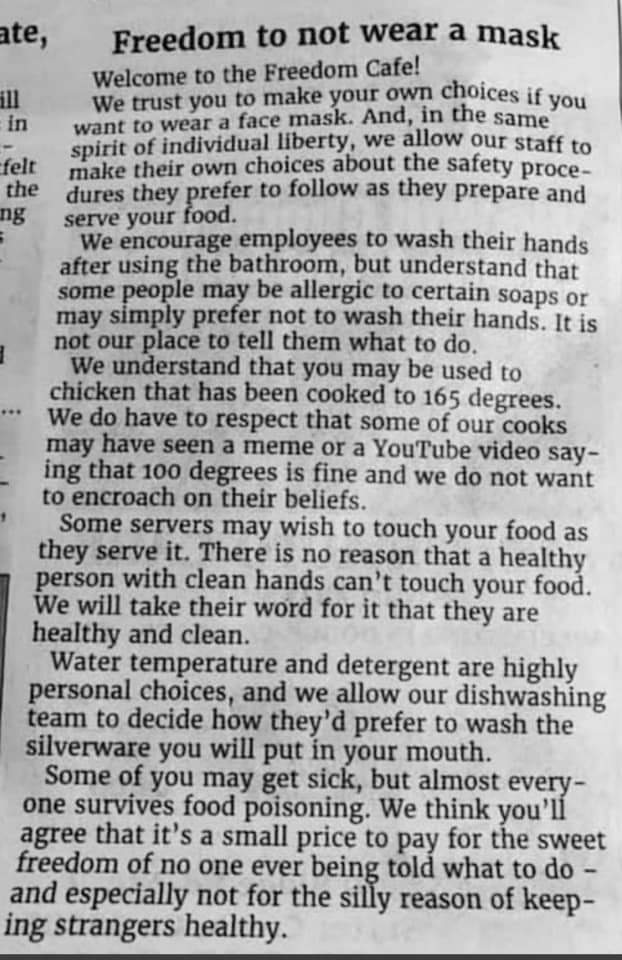 ate,
ill
in
-
felt
the
ng
s
...
,
Freedom to not wear a mask
Welcome to the Freedom Cafe!
We trust you to make your own choices if you
want to wear a face mask. And, in the same
spirit of individual liberty, we allow our staff to
make their own choices about the safety proce-
dures they prefer to follow as they prepare and
serve your food.
We encourage employees to wash their hands
after using the bathroom, but understand that
some people may be allergic to certain soaps or
may simply prefer not to wash their hands. It is
not our place to tell them what to do.
We understand that you may be used to
chicken that has been cooked to 165 degrees.
We do have to respect that some of our cooks
may have seen a meme or a YouTube video say-
ing that 100 degrees is fine and we do not want
to encroach on their beliefs.
Some servers may wish to touch your food as
they serve it. There is no reason that a healthy
person with clean hands can't touch your food.
We will take their word for it that they are
healthy and clean.
Water temperature and detergent are highly
personal choices, and we allow our dishwashing
team to decide how they'd prefer to wash the
silverware you will put in your mouth.
Some of you may get sick, but almost every-
one survives food poisoning. We think you'll
agree that it's a small price to pay for the sweet
freedom of no one ever being told what to do –
and especially not for the silly reason of keep-
ing strangers healthy.